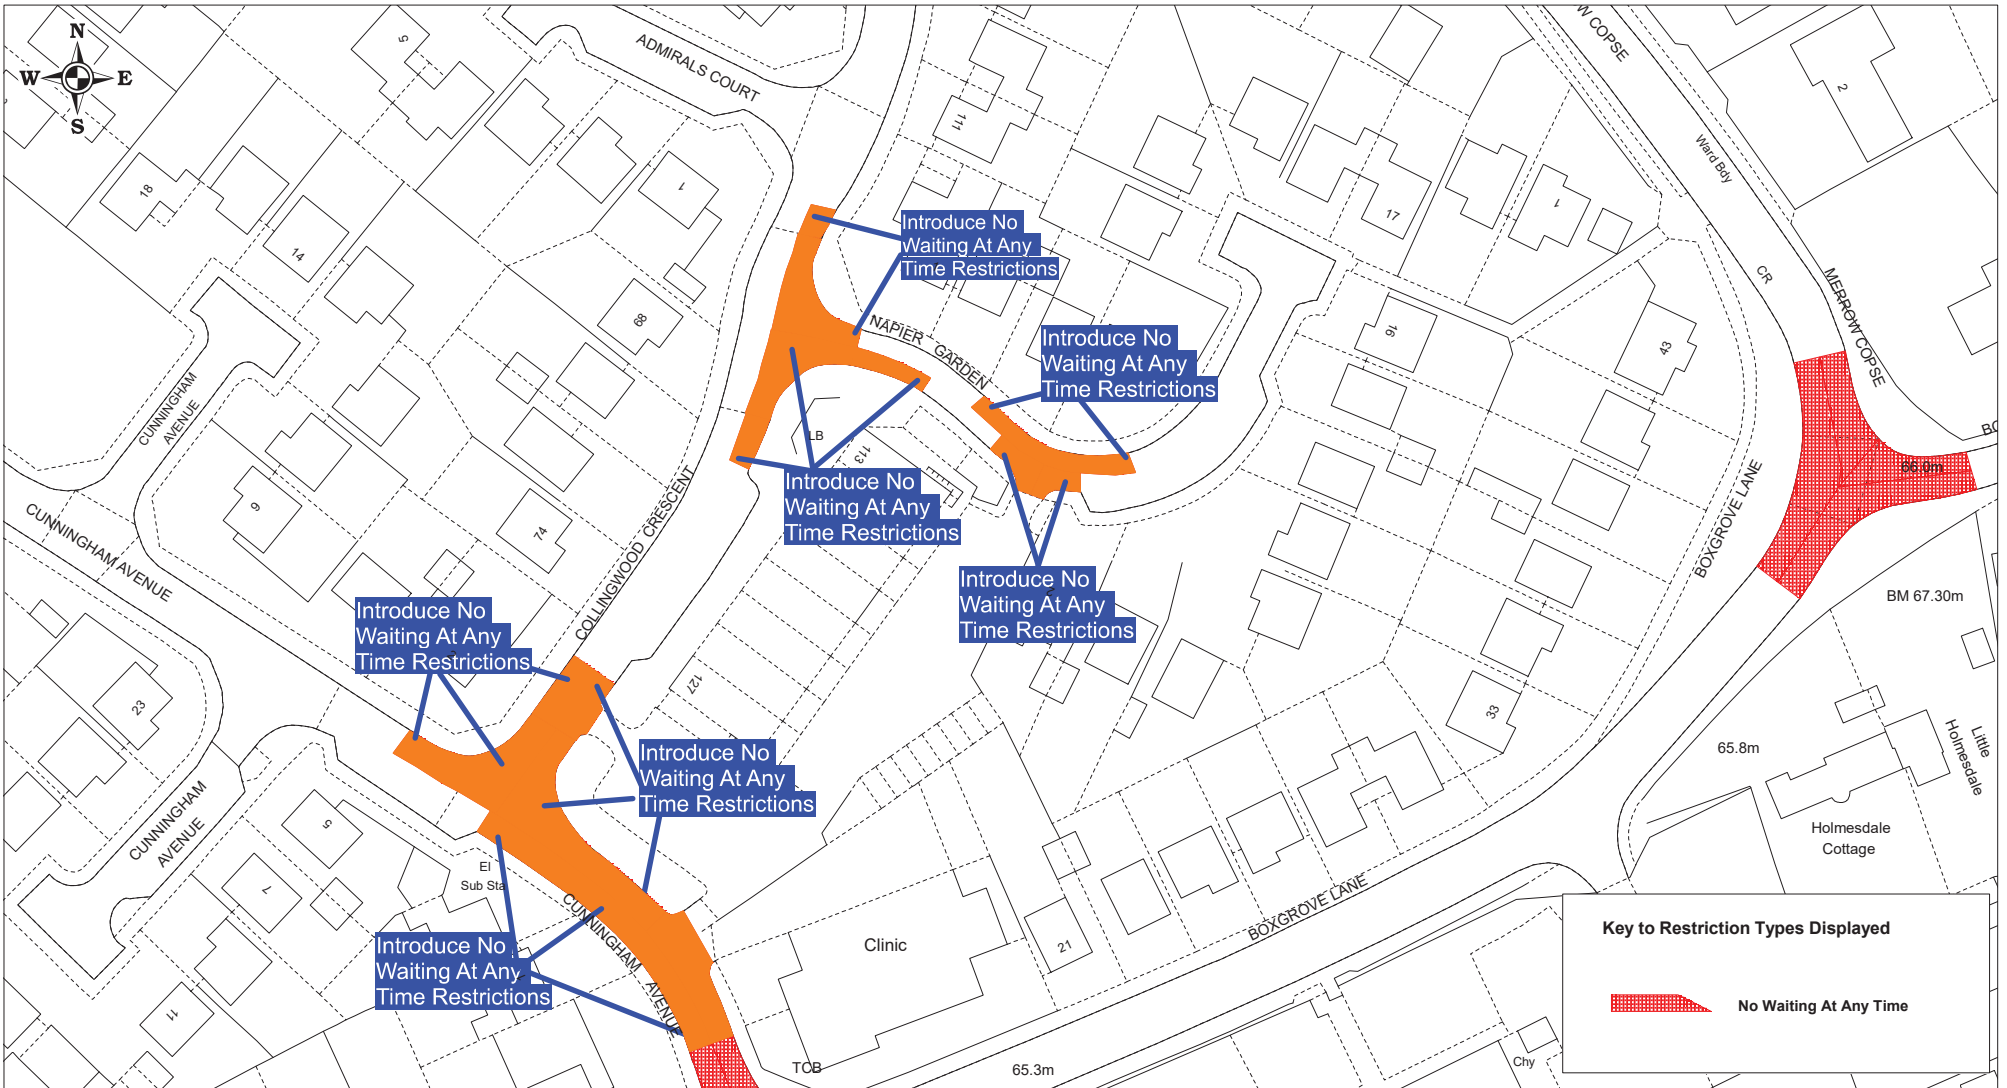 N
W E
S
ADMIRALS COURT
W COPSE
5
111
2
Ward Bdy
18
1
17
1
14
Introduce No
Waiting At Any
Time Restrictions
CR
MERROW COPSE
68
NAPIER GARDEN
Introduce No
Waiting At Any
Time Restrictions
16
43
CUNNINGHAM
AVENUE
LB
113
BO
66.0m
9
74
COLLINGWOOD CRESCENT
Introduce No
Waiting At Any
Time Restrictions
BOXGROVE LANE
CUNNINGHAM AVENUE
Introduce No
Waiting At Any
Time Restrictions
BM 67.30m
Introduce No
Waiting At Any
Time Restrictions
127
23
33
65.8m
Little
Holmesdale
Introduce No
Waiting At Any
Time Restrictions
CUNNINGHAM
AVENUE
5
7
El
Sub Sta
Holmesdale
Cottage
CUNNINGHAM AVENUE
BOXGROVE LANE
Clinic
21
Introduce No
Waiting At Any
Time Restrictions
11
TCB
65.3m
Chy
Key to Restriction Types Displayed
No Waiting At Any Time